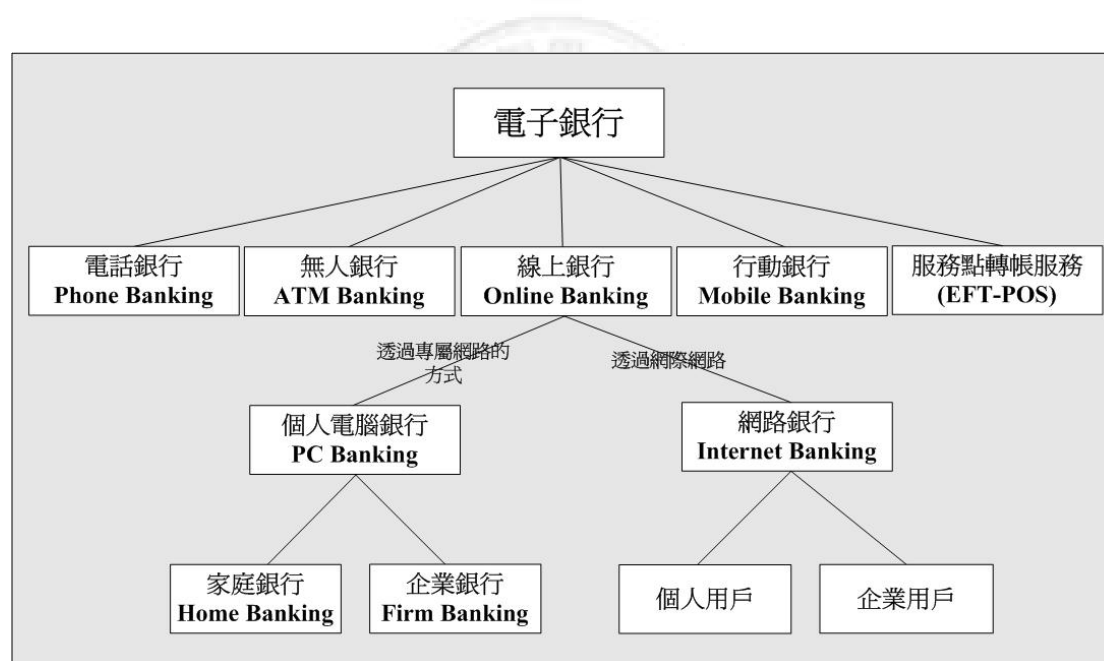 電子銀行
電話銀行
Phone Banking
無人銀行
ATM Banking
線上銀行
Online Banking
行動銀行
Mobile Banking
服務點轉帳服務
(EFT-POS)
透過專屬網路的
方式
透過網際網路
個人電腦銀行
PC Banking
網路銀行
Internet Banking
家庭銀行
Home Banking
企業銀行
Firm Banking
個人用戶
企業用戶